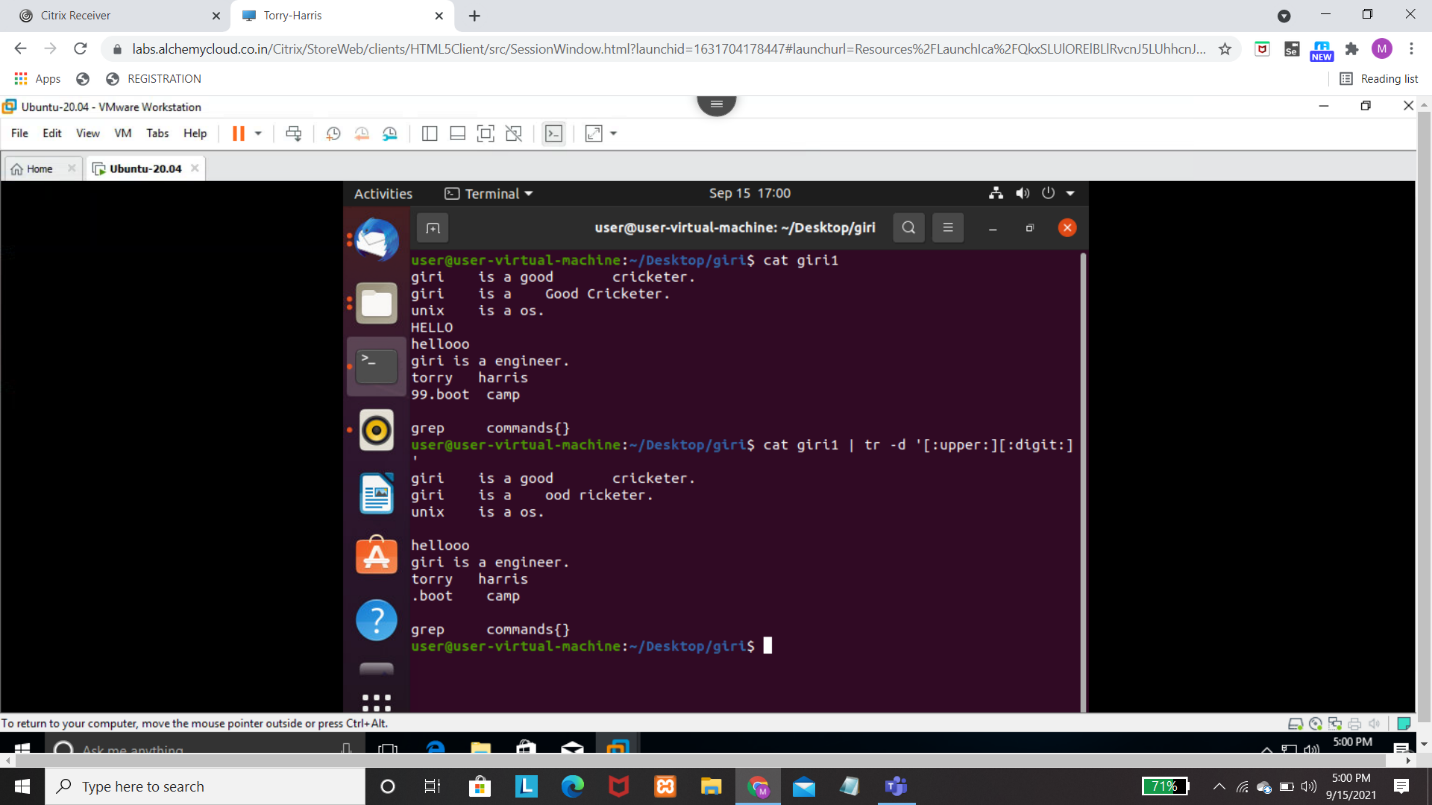 Citrix Receiver
Torry-Harris
labs.alchemycloud.co.in/Citrix/StoreWeb/clients/HTML5Client/src/SessionWindow.html?launchid=1631704178447#launchurl=Resources%2FLaunchIca%2FQkxSLUlORElBLlRvcnJ5LUhhcnJ...
Se
NEW
M
Apps
REGISTRATION
Reading list
Ubuntu-20.04 - VMware Workstation
File Edit View VM Tabs Help
Home
Ubuntu-20.04
Activities
Terminal
Sep 15 17:00
user@user-virtual-machine: ~/Desktop/giri
user@user-virtual-machine:~/Desktop/giri$ cat giri1
giri    is a good       cricketer.
giri    is a    Good Cricketer.
unix    is a os.
HELLO
hellooo
giri is a engineer.
torry   harris
99.boot  camp
grep     commands{}
user@user-virtual-machine:~/Desktop/giri$ cat giri1 | tr -d '[:upper:][:digit:]
'
giri    is a good       cricketer.
giri    is a    ood ricketer.
unix    is a os.
hellooo
giri is a engineer.
torry   harris
.boot    camp
grep     commands{}
user@user-virtual-machine:~/Desktop/giri$
To return to your computer, move the mouse pointer outside or press Ctrl+Alt.
Ask me anything
5:00 PM
Type here to search
L
M
71%
5:00 PM
9/15/2021